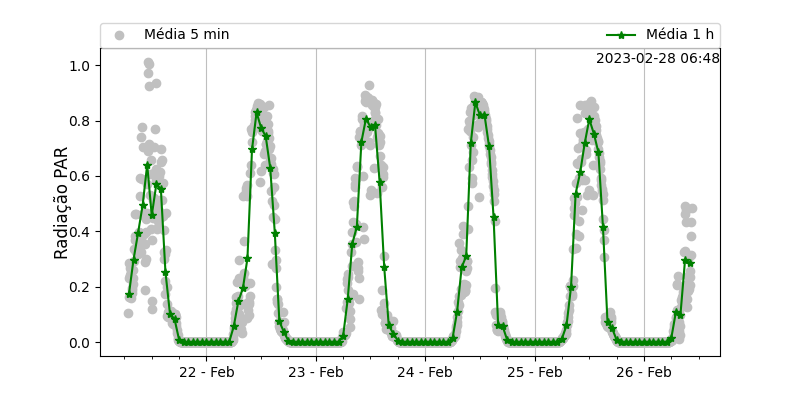 Média 5 min
Média 1 h
2023-02-28 06:48
Radiação PAR
1.0
0.8
0.6
0.4
0.2
0.0
22 - Feb
23 - Feb
24 - Feb
25 - Feb
26 - Feb